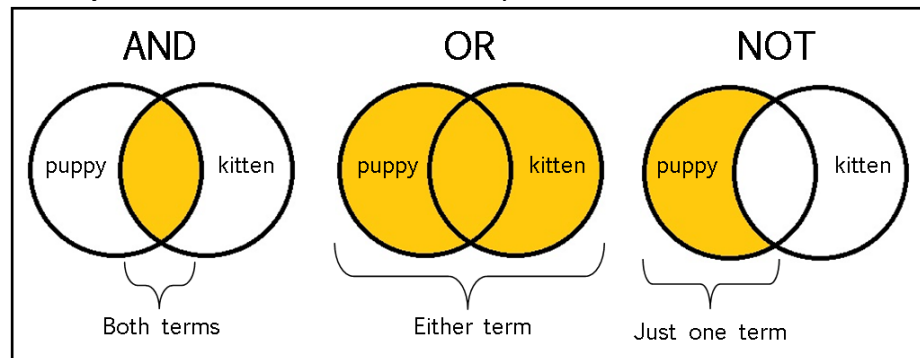 AND OR NOT
puppy kitten puppy kitten puppy kitten
Both terms Either term Just one term